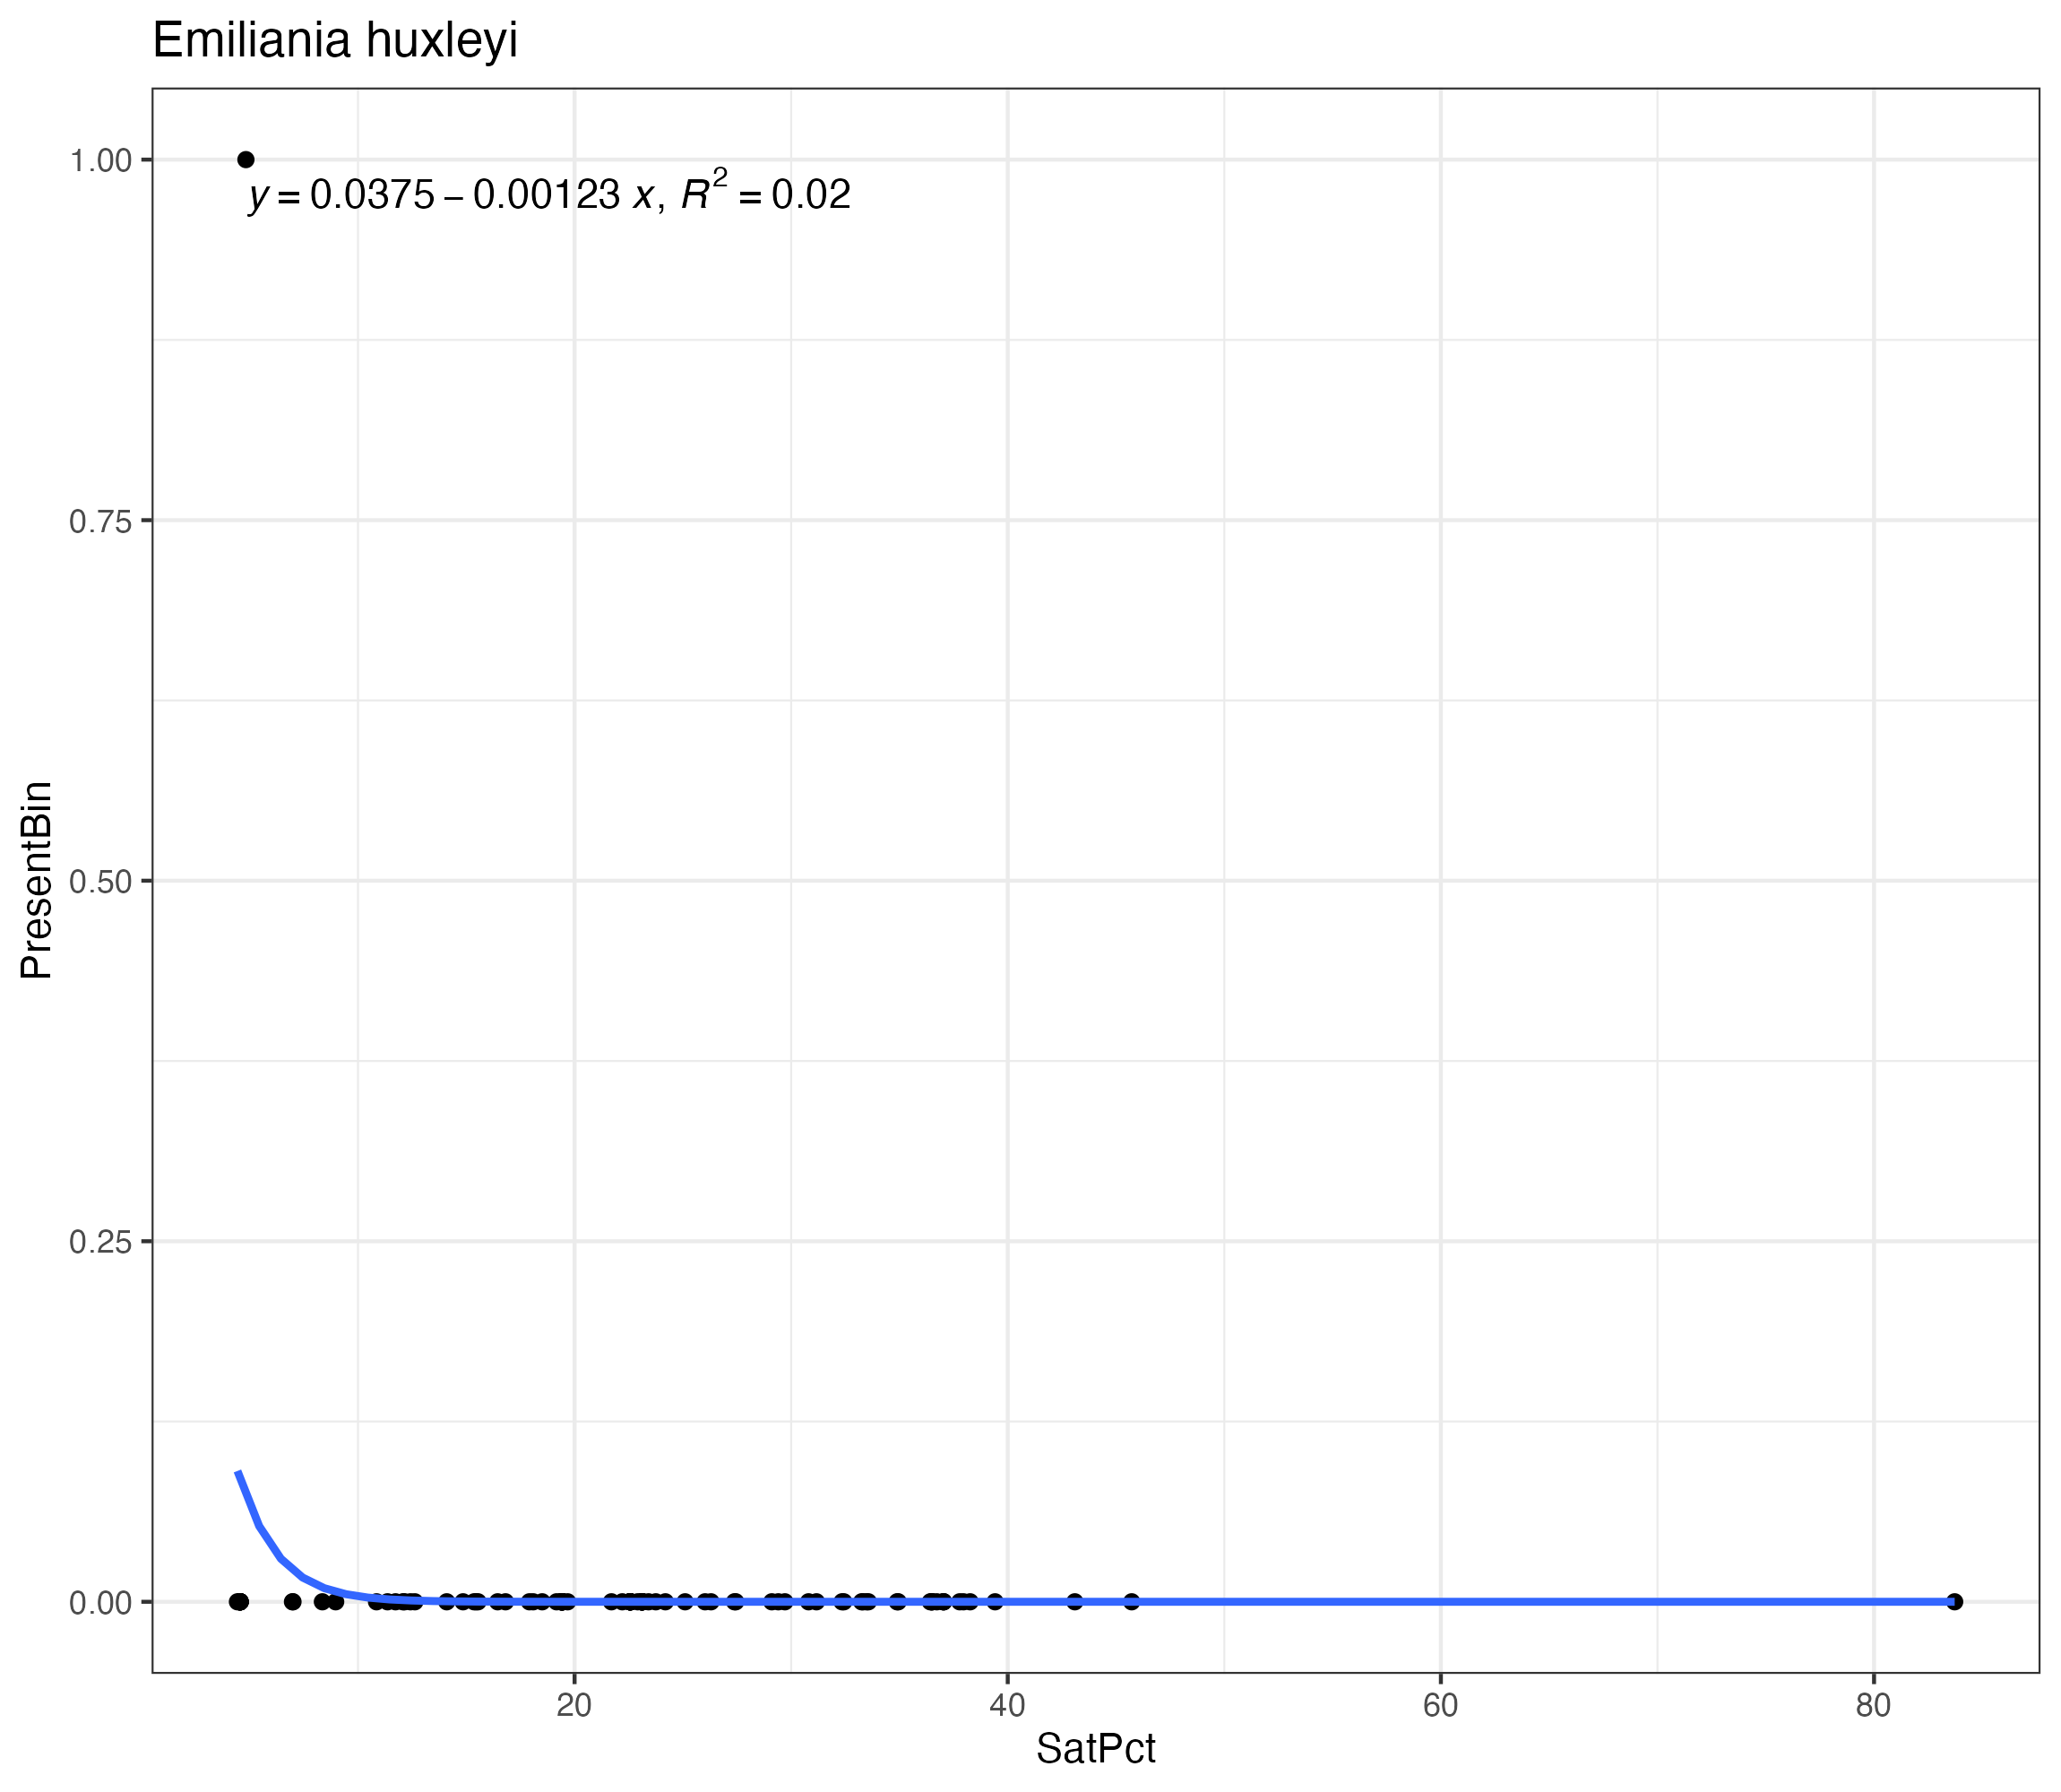 Emiliania huxleyi
1.00
y = 0.0375 − 0.00123 x, R² = 0.02
0.75
0.50
0.25
0.00
PresentBin
20 40 60 80
SatPct